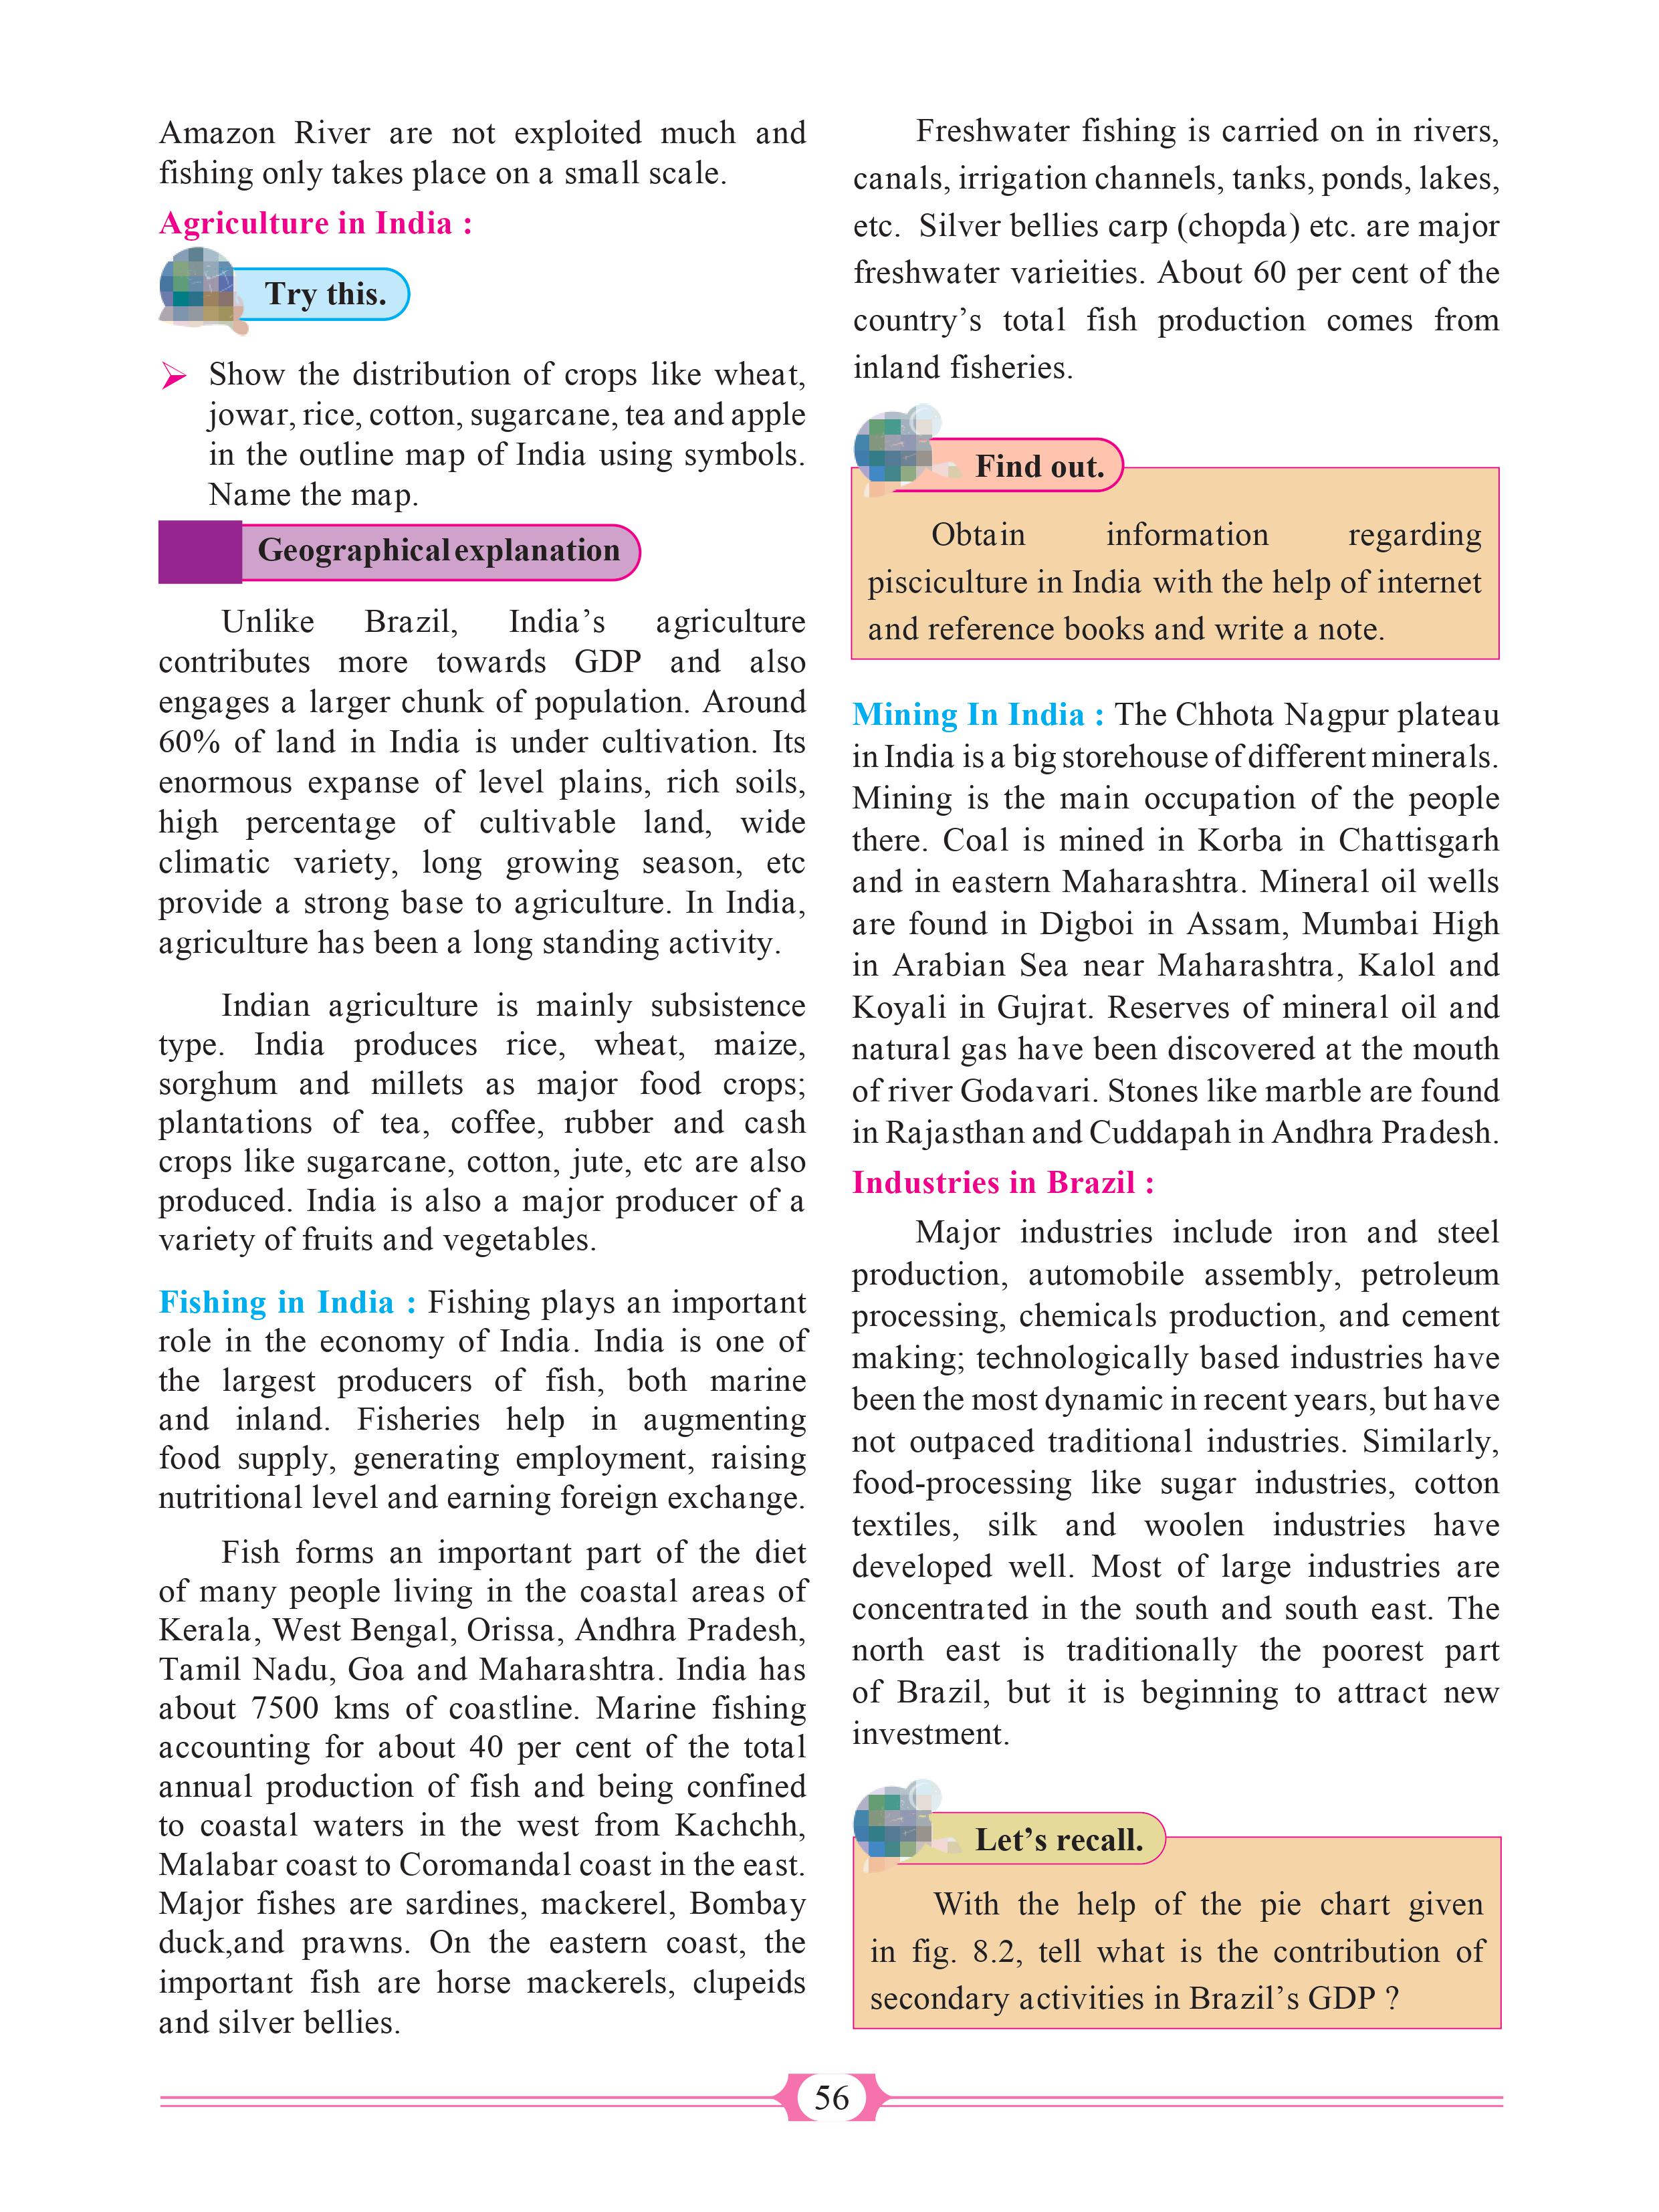 Amazon River are not exploited much and
fishing only takes place on a small scale.
Agriculture in India :
Try this.
Show the distribution of crops like wheat,
jowar, rice, cotton, sugarcane, tea and apple
in the outline map of India using symbols.
Name the map.
Geographical explanation
Unlike Brazil, India’s agriculture
contributes more towards GDP and also
engages a larger chunk of population. Around
60% of land in India is under cultivation. Its
enormous expanse of level plains, rich soils,
high percentage of cultivable land, wide
climatic variety, long growing season, etc
provide a strong base to agriculture. In India,
agriculture has been a long standing activity.
Indian agriculture is mainly subsistence
type. India produces rice, wheat, maize,
sorghum and millets as major food crops;
plantations of tea, coffee, rubber and cash
crops like sugarcane, cotton, jute, etc are also
produced. India is also a major producer of a
variety of fruits and vegetables.
Fishing in India : Fishing plays an important
role in the economy of India. India is one of
the largest producers of fish, both marine
and inland. Fisheries help in augmenting
food supply, generating employment, raising
nutritional level and earning foreign exchange.
Fish forms an important part of the diet
of many people living in the coastal areas of
Kerala, West Bengal, Orissa, Andhra Pradesh,
Tamil Nadu, Goa and Maharashtra. India has
about 7500 kms of coastline. Marine fishing
accounting for about 40 per cent of the total
annual production of fish and being confined
to coastal waters in the west from Kachchh,
Malabar coast to Coromandal coast in the east.
Major fishes are sardines, mackerel, Bombay
duck,and prawns. On the eastern coast, the
important fish are horse mackerels, clupeids
and silver bellies.
Freshwater fishing is carried on in rivers,
canals, irrigation channels, tanks, ponds, lakes,
etc. Silver bellies carp (chopda) etc. are major
freshwater varieities. About 60 per cent of the
country’s total fish production comes from
inland fisheries.
Find out.
Obtain information regarding
pisciculture in India with the help of internet
and reference books and write a note.
Mining In India : The Chhota Nagpur plateau
in India is a big storehouse of different minerals.
Mining is the main occupation of the people
there. Coal is mined in Korba in Chattisgarh
and in eastern Maharashtra. Mineral oil wells
are found in Digboi in Assam, Mumbai High
in Arabian Sea near Maharashtra, Kalol and
Koyali in Gujrat. Reserves of mineral oil and
natural gas have been discovered at the mouth
of river Godavari. Stones like marble are found
in Rajasthan and Cuddapah in Andhra Pradesh.
Industries in Brazil :
Major industries include iron and steel
production, automobile assembly, petroleum
processing, chemicals production, and cement
making; technologically based industries have
been the most dynamic in recent years, but have
not outpaced traditional industries. Similarly,
food-processing like sugar industries, cotton
textiles, silk and woolen industries have
developed well. Most of large industries are
concentrated in the south and south east. The
north east is traditionally the poorest part
of Brazil, but it is beginning to attract new
investment.
Let’s recall.
With the help of the pie chart given
in fig. 8.2, tell what is the contribution of
secondary activities in Brazil’s GDP ?
56